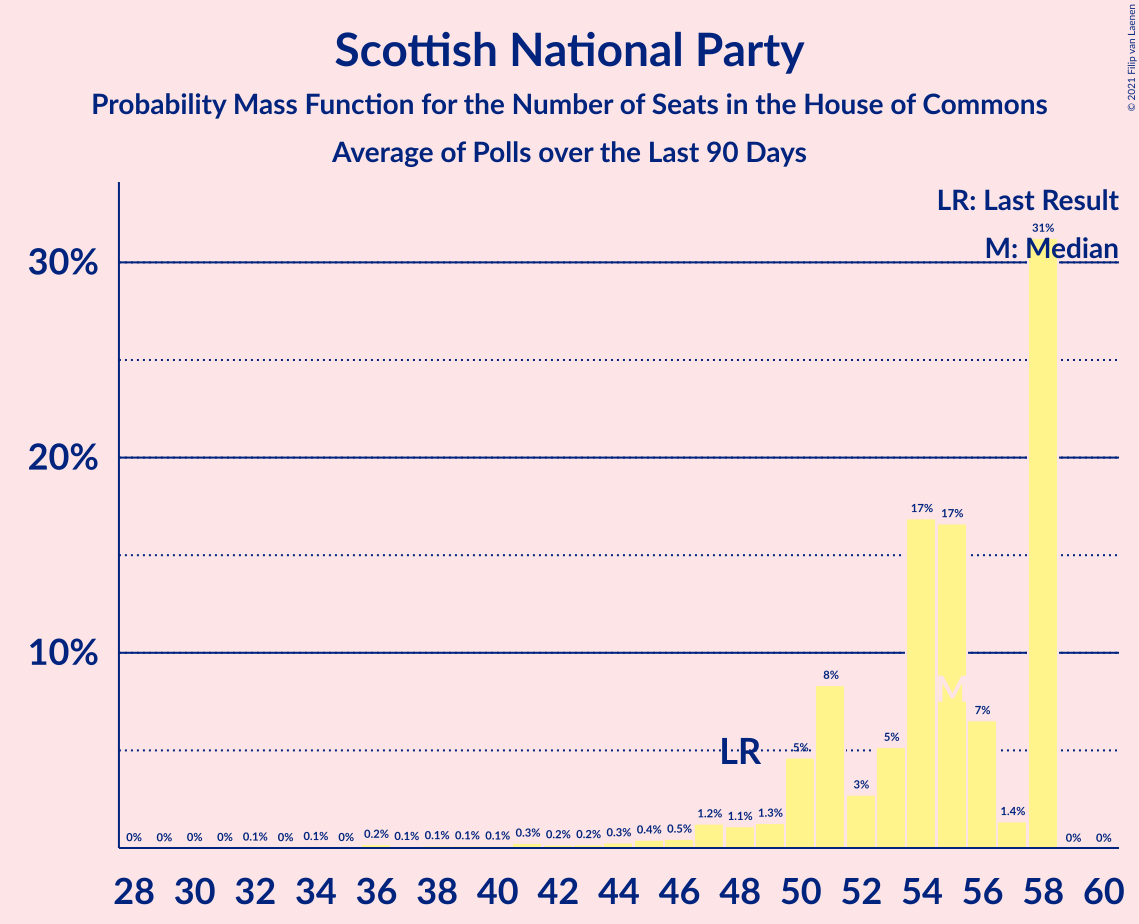 Scottish National Party
Probability Mass Function for the Number of Seats in the House of Commons
Average of Polls over the Last 90 Days
© 2021 Filip van Laenen
LR: Last Result
M: Median
30%
20%
10%
0% 0% 0% 0% 0.1% 0% 0.1% 0% 0.2% 0.1% 0.1% 0.1% 0.1% 0.3% 0.2% 0.2% 0.3% 0.4% 0.5% 1.2% 1.1% 1.3% 5% 8% 3% 5% 17% 17% 7% 1.4% 31% 0% 0%
LR
M
28 30 32 34 36 38 40 42 44 46 48 50 52 54 56 58 60